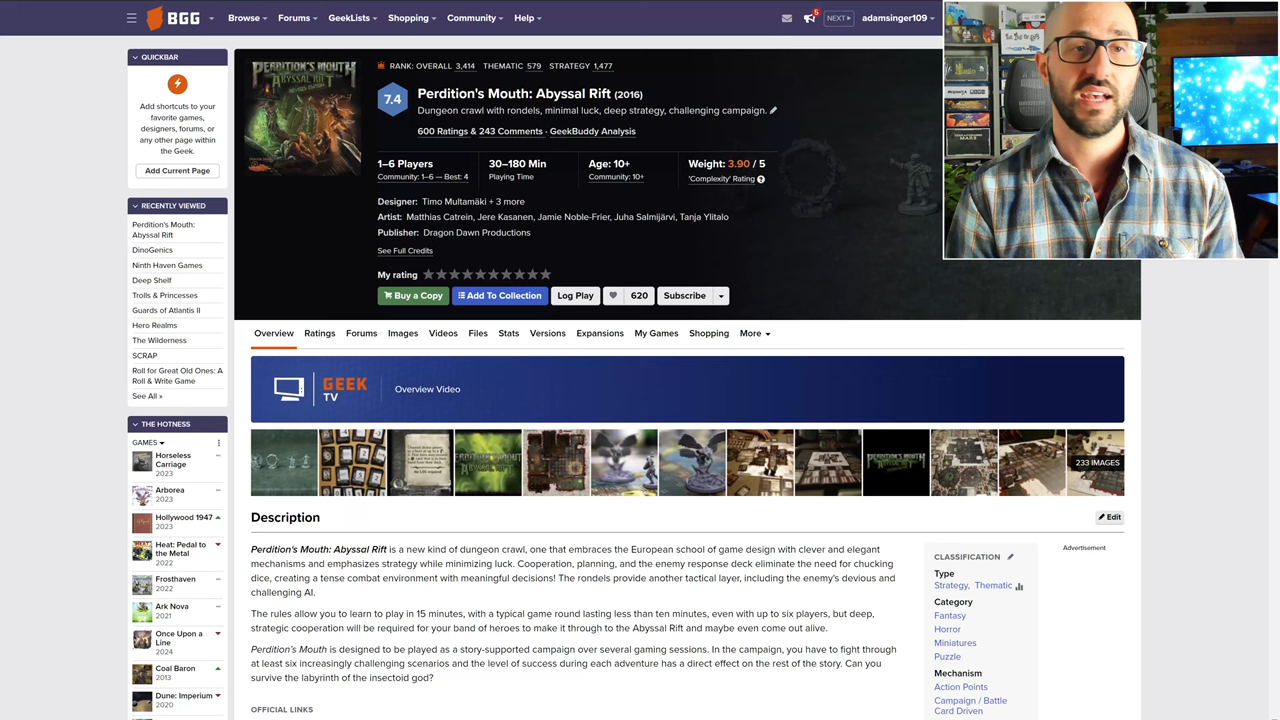 BGG
Browse
Forums
GeekLists
Shopping
Community
Help
5
NEXT
adamsinger109
QUICKBAR
Add shortcuts to your
favorite games,
designers, forums, or
any other page within
the Geek.
Add Current Page
RECENTLY VIEWED
Perdition's Mouth:
Abyssal Rift
DinoGenics
Ninth Haven Games
Deep Shelf
Trolls & Princesses
Guards of Atlantis II
Hero Realms
The Wilderness
SCRAP
Roll for Great Old Ones: A
Roll & Write Game
See All »
THE HOTNESS
GAMES
Horseless
Carriage
2023
Arborea
2023
Hollywood 1947
2023
Heat: Pedal to
the Metal
2022
Frosthaven
2022
Ark Nova
2021
Once Upon a
Line
2024
Coal Baron
2013
Dune: Imperium
2020
PERDITION'S MOUTH
ABYSSAL RIFT
RANK: OVERALL 3,414 THEMATIC 579 STRATEGY 1,477
7.4
Perdition's Mouth: Abyssal Rift (2016)
Dungeon crawl with rondels, minimal luck, deep strategy, challenging campaign.
600 Ratings & 243 Comments · GeekBuddy Analysis
1–6 Players
Community: 1–6 — Best: 4
30–180 Min
Playing Time
Age: 10+
Community: 10+
Weight: 3.90 / 5
'Complexity' Rating
Designer: Timo Multamäki + 3 more
Artist: Matthias Catrein, Jere Kasanen, Jamie Noble-Frier, Juha Salmijärvi, Tanja Ylitalo
Publisher: Dragon Dawn Productions
See Full Credits
My rating
Buy a Copy
Add To Collection
Log Play
620
Subscribe
Overview
Ratings
Forums
Images
Videos
Files
Stats
Versions
Expansions
My Games
Shopping
More
GEEK
TV
Overview Video
233 IMAGES
Description
Edit
Perdition's Mouth: Abyssal Rift is a new kind of dungeon crawl, one that embraces the European school of game design with clever and elegant
mechanisms and emphasizes strategy while minimizing luck. Cooperation, planning, and the enemy response deck eliminate the need for chucking
dice, creating a tense combat environment with meaningful decisions! The rondels provide another tactical layer, including the enemy's devious and
challenging AI.
The rules allow you to learn to play in 15 minutes, with a typical game round lasting less than ten minutes, even with up to six players, but deep,
strategic cooperation will be required for your band of heroes to make it through to the Abyssal Rift and maybe even come out alive.
Perdition's Mouth is designed to be played as a story-supported campaign over several gaming sessions. In the campaign, you have to fight through
at least six increasingly challenging scenarios and the level of success during each adventure has a direct effect on the rest of the story. Can you
survive the labyrinth of the insectoid god?
OFFICIAL LINKS
CLASSIFICATION
Type
Strategy, Thematic
Category
Fantasy
Horror
Miniatures
Puzzle
Mechanism
Action Points
Campaign / Battle
Card Driven
Advertisement
MARS